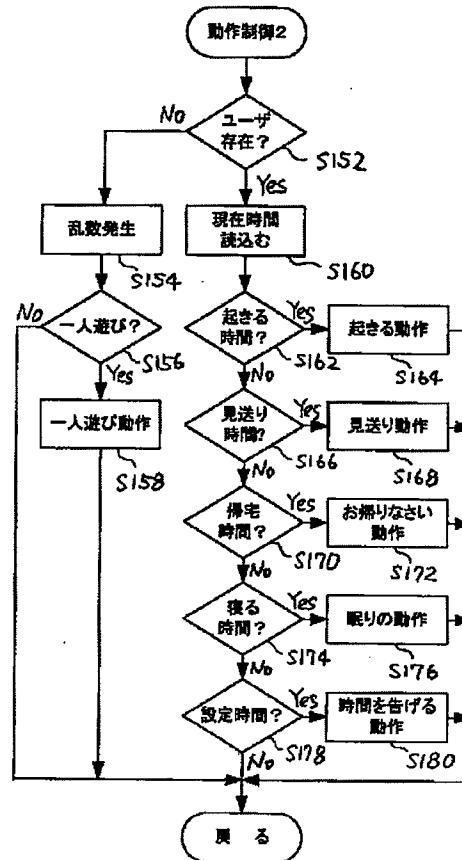 動作制御2
ユーザ
存在?
No
S152
Yes
乱数発生
S154
現在時間
読込む
S160
No
一人遊び?
S156
Yes
起きる
時間?
Yes
S162
起きる動作
S164
No
一人遊び動作
S158
見送り
時間?
Yes
S166
見送り動作
S168
No
帰宅
時間?
Yes
S170
お帰りなさい
動作
S172
No
寝る
時間?
Yes
S174
眠りの動作
S176
No
設定時間?
Yes
S178
時間を告げる
動作
S180
No
戻る